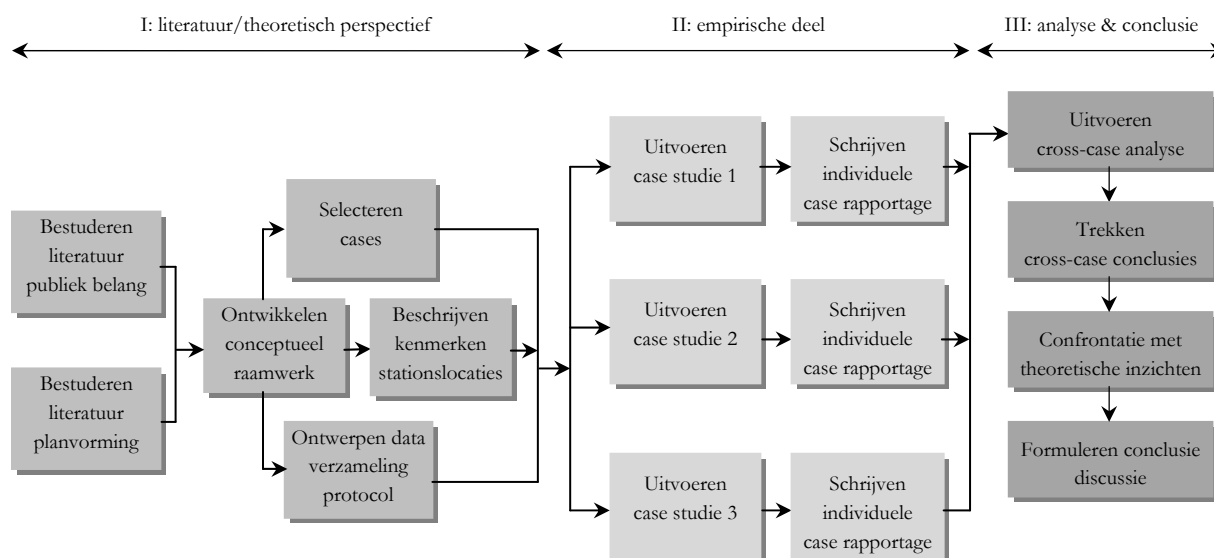 I: literatuur/theoretisch perspectief
II: empirische deel
III: analyse & conclusie
Bestuderen
literatuur
publiek belang
Bestuderen
literatuur
planvorming
Ontwikkelen
conceptueel
raamwerk
Selecteren
cases
Beschrijven
kenmerken
stationslocaties
Ontwerpen data
verzameling
protocol
Uitvoeren
case studie 1
Schrijven
individuele
case rapportage
Uitvoeren
case studie 2
Schrijven
individuele
case rapportage
Uitvoeren
case studie 3
Schrijven
individuele
case rapportage
Uitvoeren
cross-case analyse
Trekken
cross-case conclusies
Confrontatie met
theoretische inzichten
Formuleren conclusie
discussie